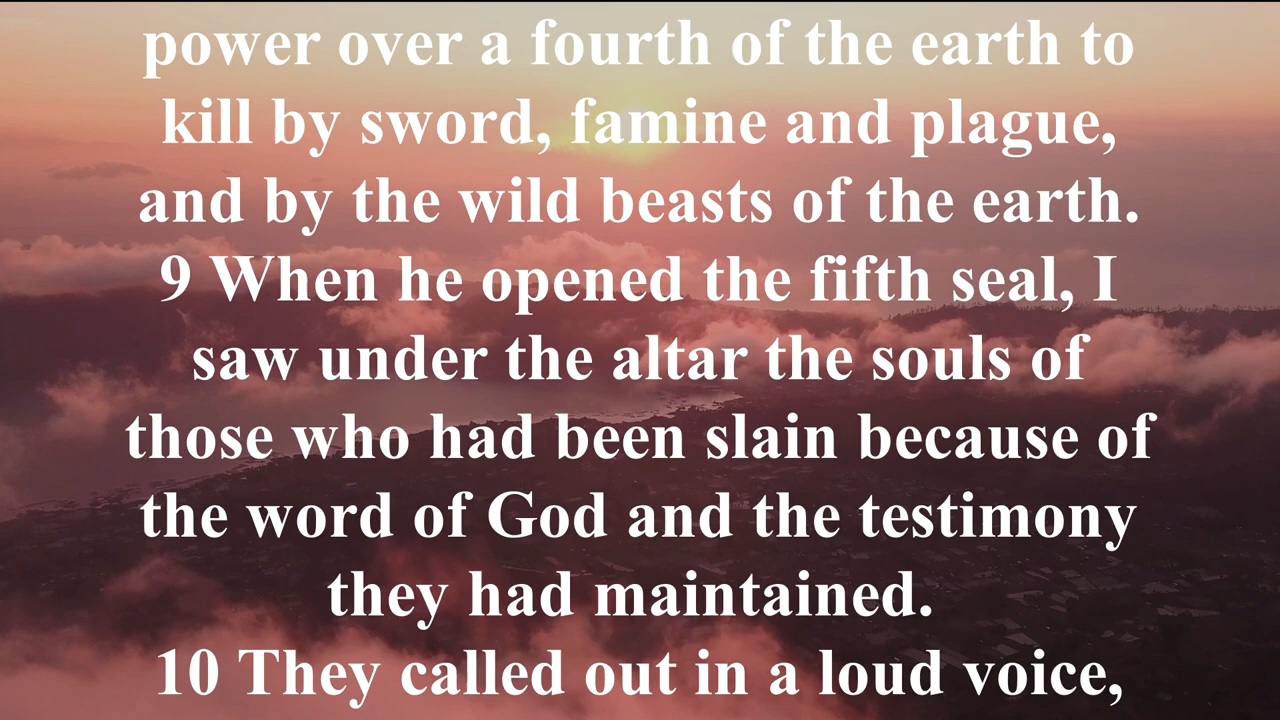 power over a fourth of the earth to
kill by sword, famine and plague,
and by the wild beasts of the earth.
9 When he opened the fifth seal, I
saw under the altar the souls of
those who had been slain because of
the word of God and the testimony
they had maintained.
10 They called out in a loud voice,